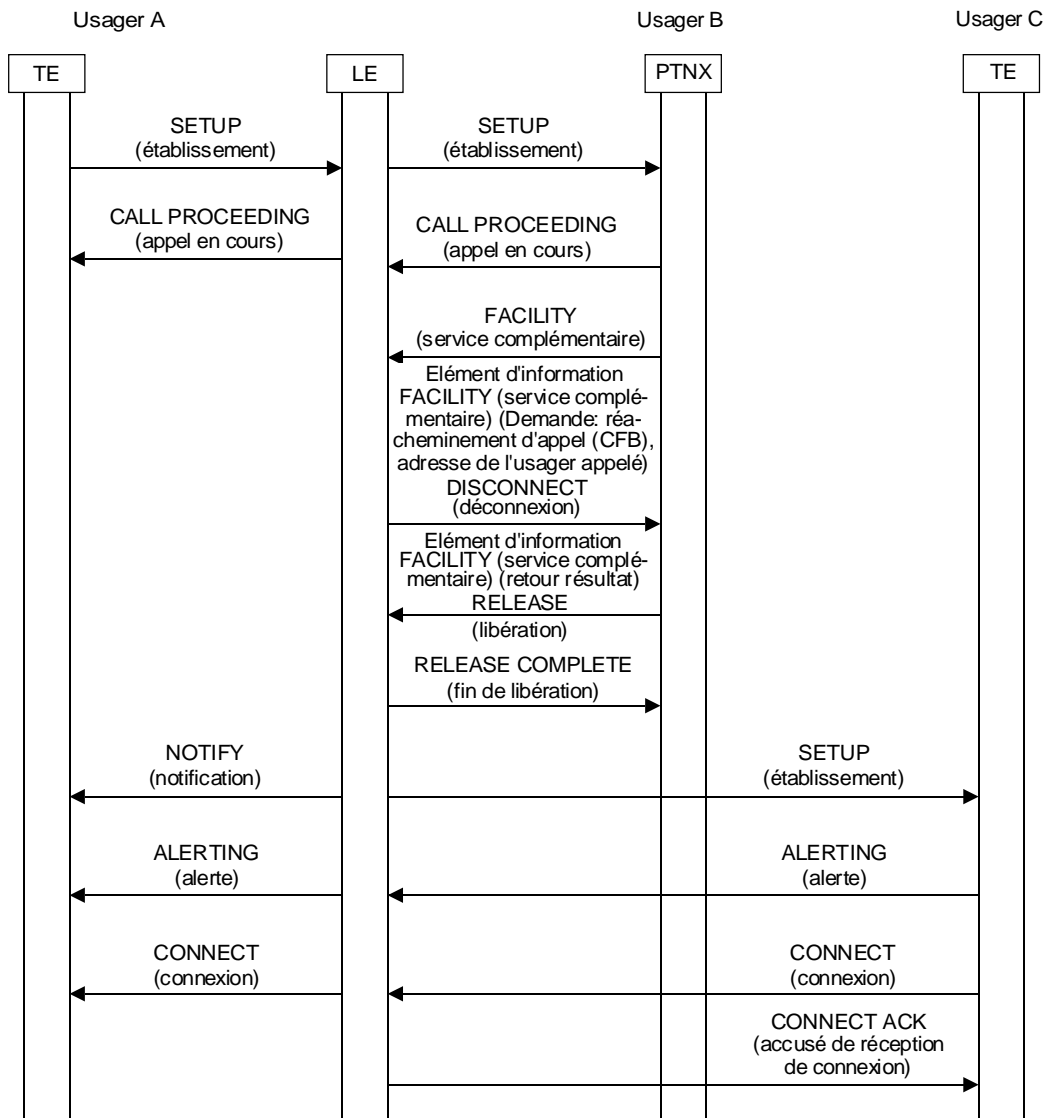 Usager A
Usager B
Usager C
TE
LE
PTNX
TE
SETUP
(établissement)
SETUP
(établissement)
CALL PROCEEDING
(appel en cours)
CALL PROCEEDING
(appel en cours)
FACILITY
(service complémentaire)
Elément d'information
FACILITY (service complé-
mentaire) (Demande: réa-
cheminement d'appel (CFB),
adresse de l'usager appelé)
DISCONNECT
(déconnexion)
Elément d'information
FACILITY (service complé-
mentaire) (retour résultat)
RELEASE
(libération)
RELEASE COMPLETE
(fin de libération)
NOTIFY
(notification)
SETUP
(établissement)
ALERTING
(alerte)
ALERTING
(alerte)
CONNECT
(connexion)
CONNECT
(connexion)
CONNECT ACK
(accusé de réception
de connexion)